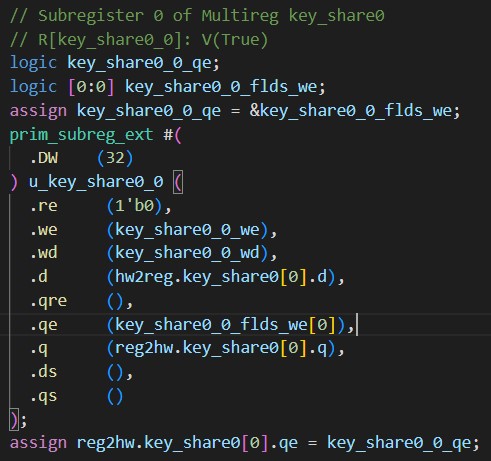 // Subregister 0 of Multireg key_share0
// R[key_share0_0]: V(True)
logic key_share0_0_qe;
logic [0:0] key_share0_0_flds_we;
assign key_share0_0_qe = &key_share0_0_flds_we;
prim_subreg_ext #(
  .DW    (32)
) u_key_share0_0 (
  .re     (1'b0),
  .we     (key_share0_0_we),
  .wd     (key_share0_0_wd),
  .d      (hw2reg.key_share0[0].d),
  .qre    (),
  .qe     (key_share0_0_flds_we[0]),
  .q      (reg2hw.key_share0[0].q),
  .ds     (),
  .qs     ()
);
assign reg2hw.key_share0[0].qe = key_share0_0_qe;